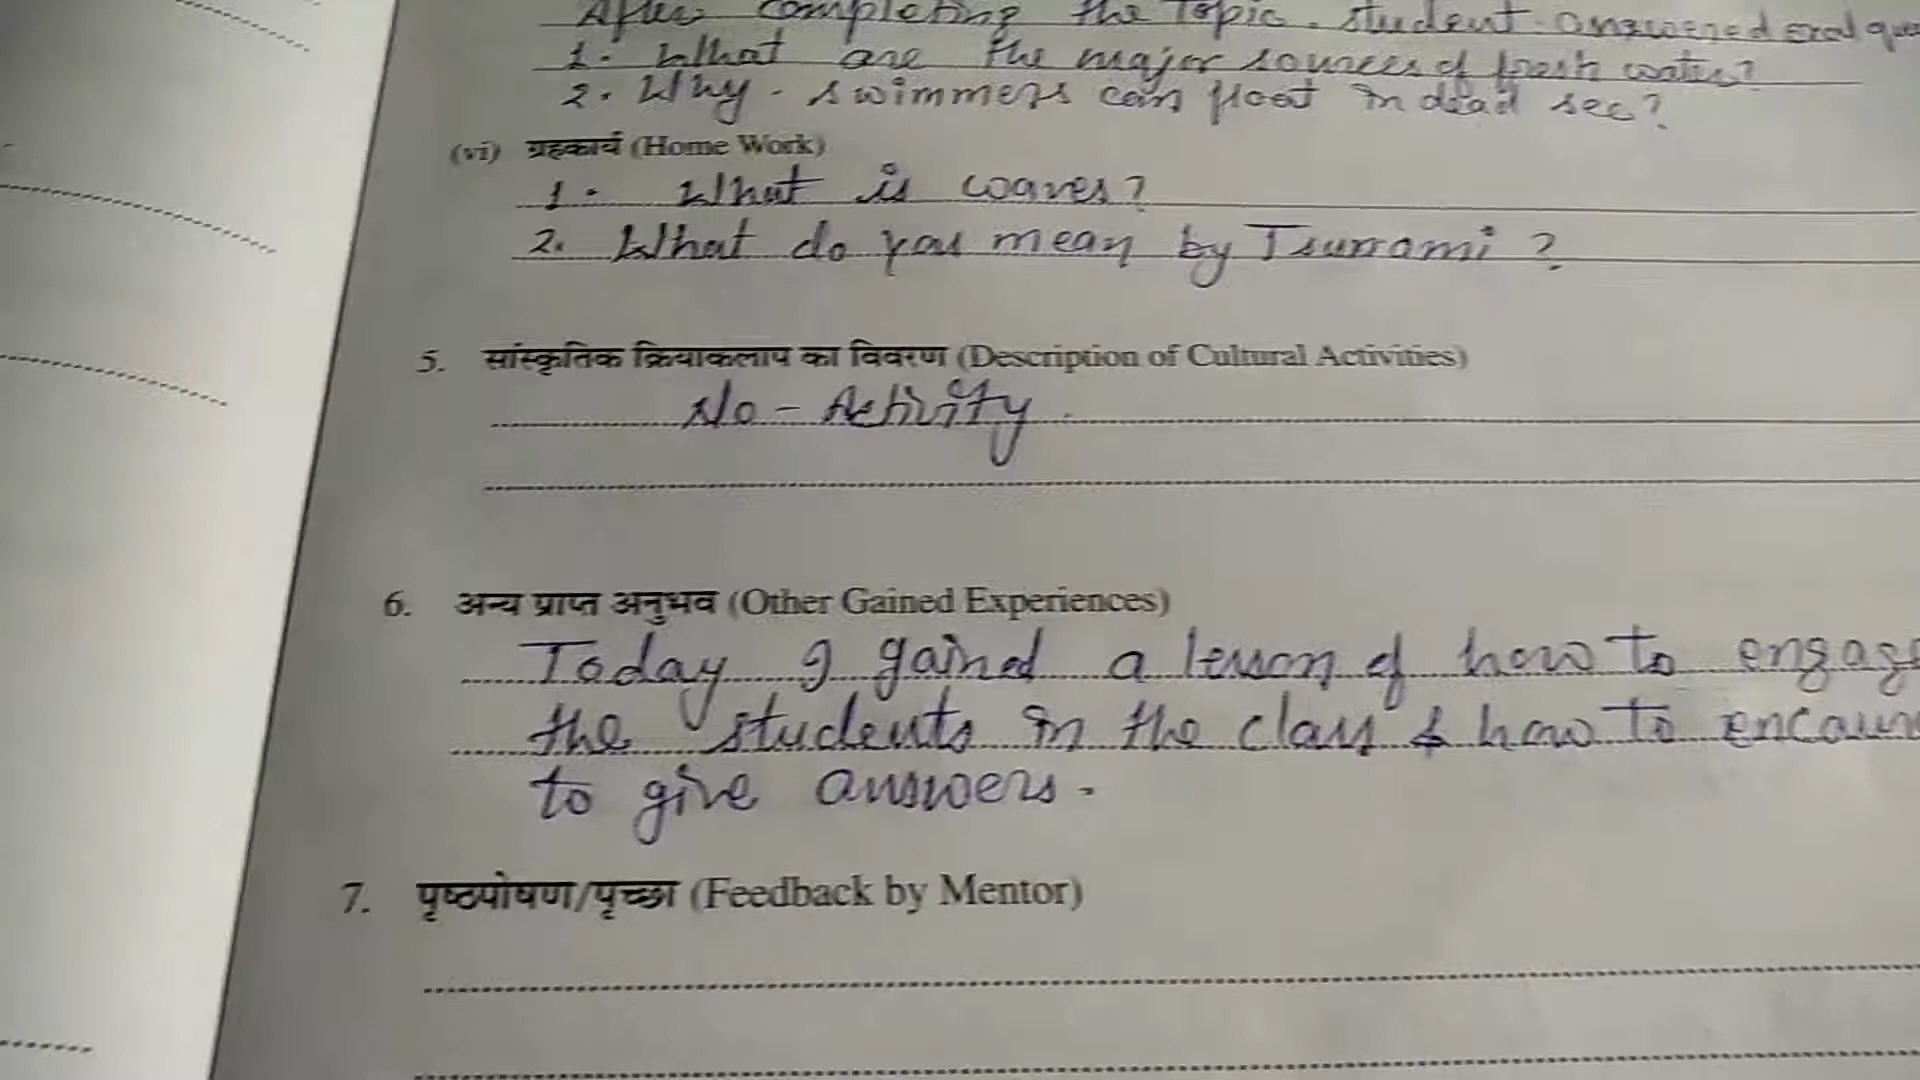 After completing the Topic. student answered oral
1. What are the major sources of fresh water?
2. Why - swimmers can float in dead sea?
(vi) ग्रहकार्य (Home Work)
1. What is waves?
2. What do you mean by Tsunami ?
5. सांस्कृतिक क्रियाकलाप का विवरण (Description of Cultural Activities)
No - Activity.
6. अन्य प्राप्त अनुभव (Other Gained Experiences)
Today I gained a lesson of how to engage
the students in the class & how to
to give answers.
7. पृष्ठपोषण/पृच्छा (Feedback by Mentor)